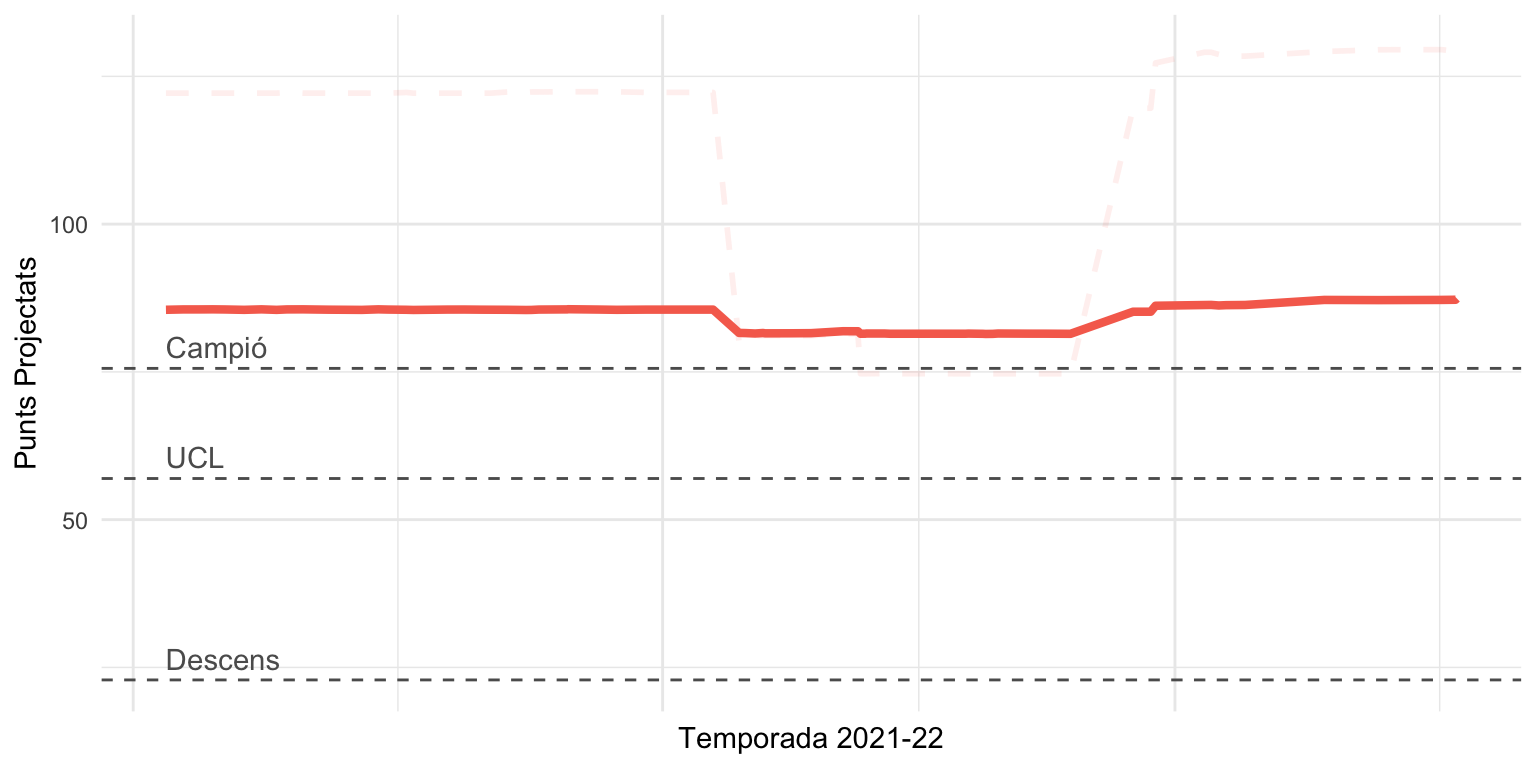 100
Campió
UCL
50
Descens
Punts Projectats
Temporada 2021-22